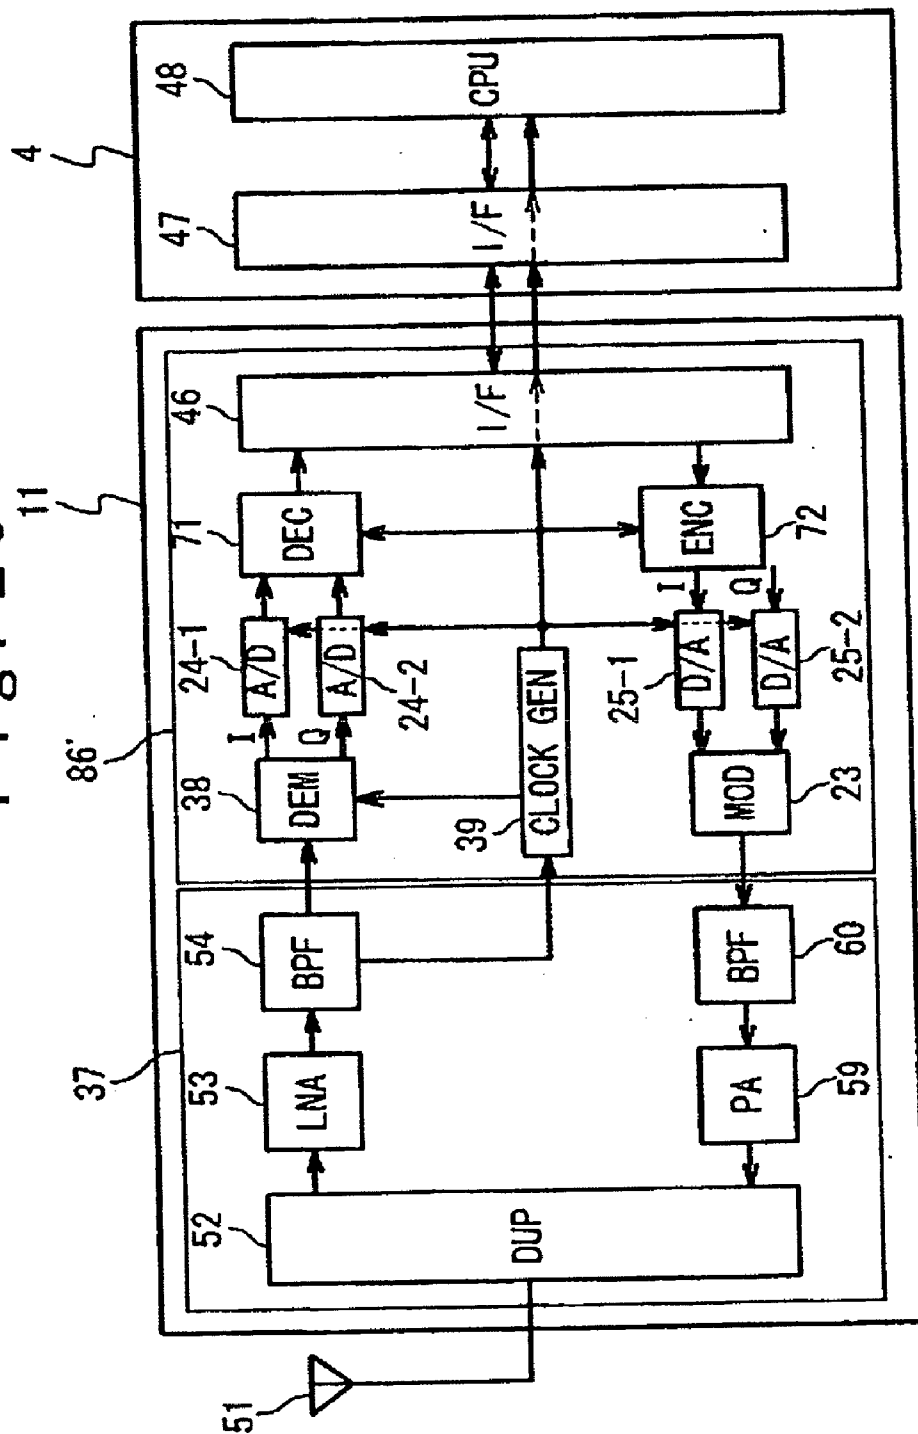 11
4
37
86'
52
53
54
38
24-1
71
46
47
48
DUP
LNA
BPF
DEM
I
A/D
DEC
I/F
I/F
CPU
Q
A/D
24-2
51
39
CLOCK GEN
25-1
PA
BPF
MOD
D/A
I
ENC
D/A
Q
59
60
23
25-2
72